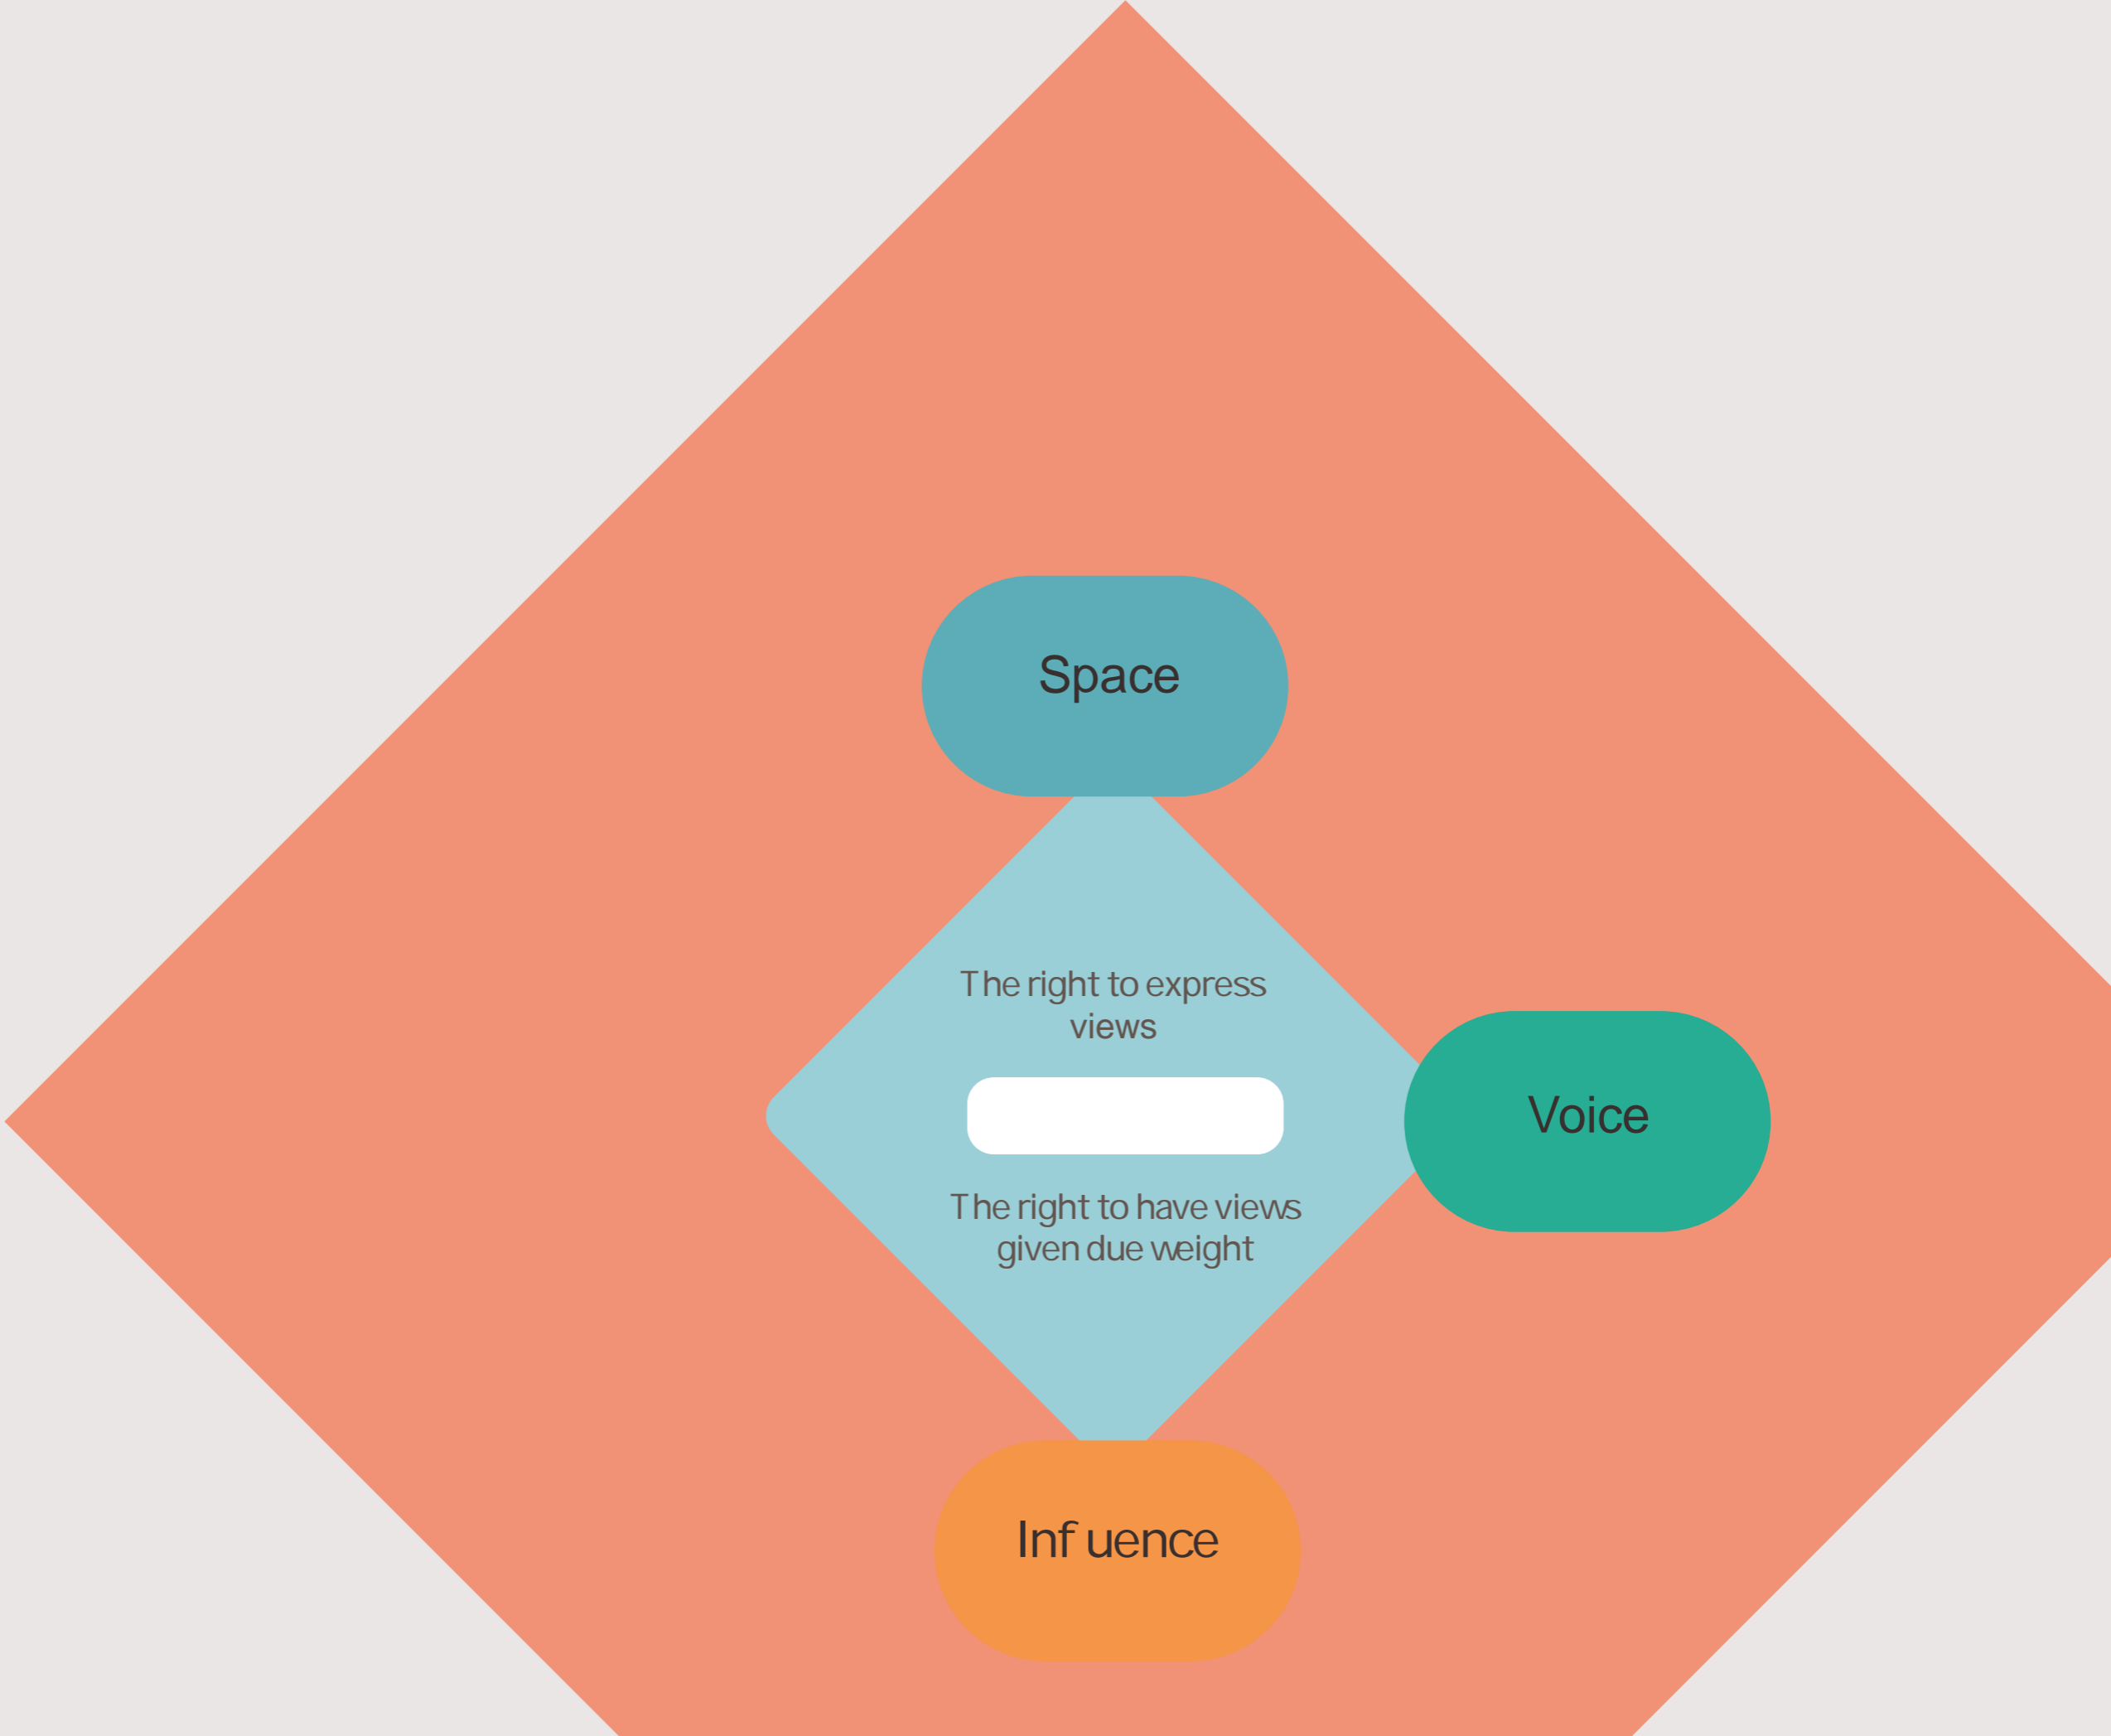 Space
The right to express
views
Voice
The right to have views
given due weight
Inf uence